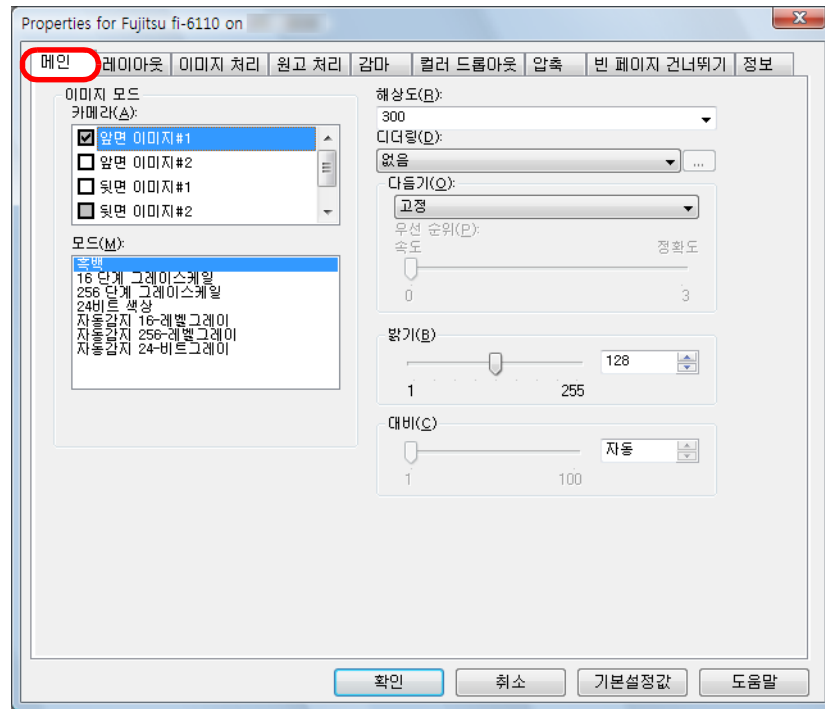 Properties for Fujitsu fi-6110 on
메인 레이아웃 이미지 처리 원고 처리 감마 컬러 드롭아웃 압축 빈 페이지 건너뛰기 정보
이미지 모드
카메라(A):
앞면 이미지#1
앞면 이미지#2
뒷면 이미지#1
뒷면 이미지#2
모드(M):
흑백
16 단계 그레이스케일
256 단계 그레이스케일
24비트 색상
자동감지 16-레벨그레이
자동감지 256-레벨그레이
자동감지 24-비트그레이
해상도(R):
300
디더링(D):
없음
...
다듬기(O):
고정
우선 순위(P):
속도 정확도
0 3
밝기(B)
128
1 255
대비(C)
자동
1 100
확인 취소 기본설정값 도움말